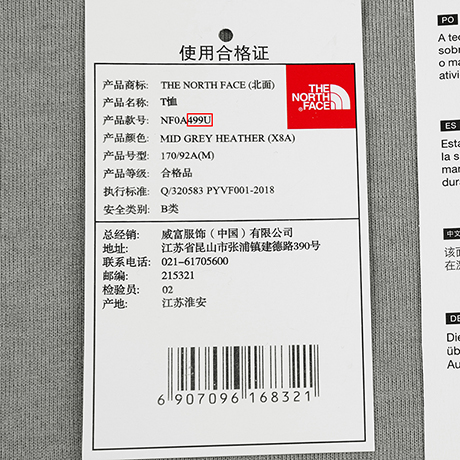 使用合格证
产品商标: THE NORTH FACE (北面)
产品名称: T恤
产品款号: NF0A499U
产品颜色: MID GREY HEATHER (X8A)
产品号型: 170/92A(M)
产品等级: 合格品
执行标准: Q/320583 PYVF001-2018
安全类别: B类
THE
NORTH
FACE
总经销: 威富服饰(中国)有限公司
地址: 江苏省昆山市张浦镇建德路390号
联系电话: 021-61705600
邮编: 215321
检验员: 02
产地: 江苏淮安
6 907096 168321
PO
A tec
sobr
o ma
ativi
ES
Esta
sobr
man
dura
中文
该面
DE
Die
üb
Au